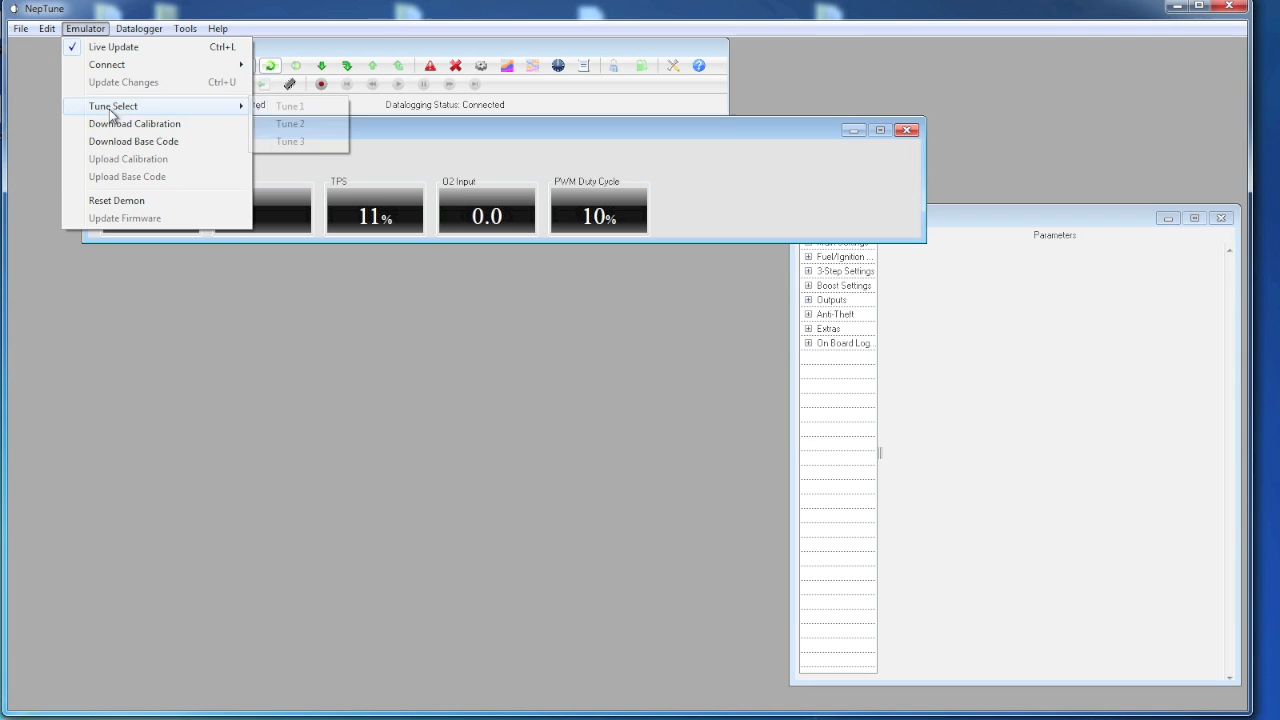 NepTune
File Edit Emulator Datalogger Tools Help
Live Update Ctrl+L
Connect
Update Changes Ctrl+U
Tune Select
Download Calibration
Download Base Code
Upload Calibration
Upload Base Code
Reset Demon
Update Firmware
Tune 1
Tune 2
Tune 3
Datalogging Status: Connected
TPS
11%
O2 Input
0.0
PWM Duty Cycle
10%
Parameters
Fuel/Ignition ...
3-Step Settings
Boost Settings
Outputs
Anti-Theft
Extras
On Board Log...